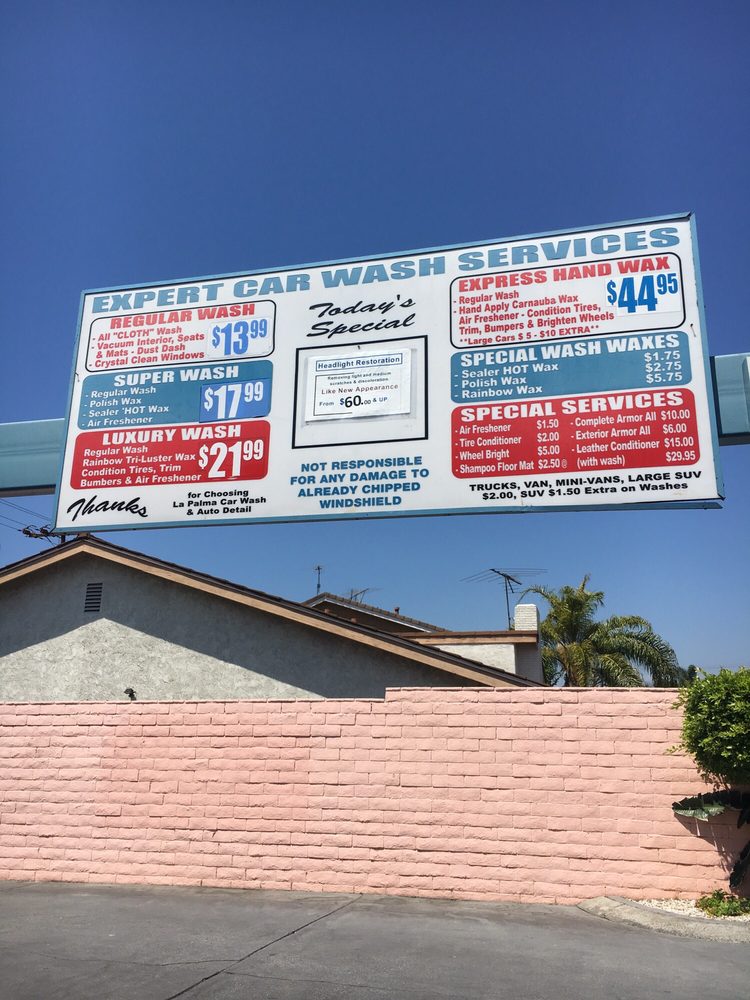 EXPERT CAR WASH SERVICES
REGULAR WASH
- All "CLOTH" Wash
- Vacuum Interior, Seats
& Mats - Dust Dash
- Crystal Clean Windows
$13.99
SUPER WASH
- Regular Wash
- Polish Wax
- Sealer 'HOT Wax
- Air Freshener
$17.99
LUXURY WASH
Regular Wash
Rainbow Tri-Luster Wax
Condition Tires, Trim
Bumpers & Air Freshener
$21.99
Thanks
for Choosing
La Palma Car Wash
& Auto Detail
Today's
Special
Headlight Restoration
Removing light and medium
scratches & discoloration.
Like New Appearance
From $60.00 & UP
NOT RESPONSIBLE
FOR ANY DAMAGE TO
ALREADY CHIPPED
WINDSHIELD
EXPRESS HAND WAX
- Regular Wash
- Hand Apply Carnauba Wax
Air Freshener - Condition Tires,
Trim, Bumpers & Brighten Wheels
**Large Cars $ 5 - $10 EXTRA**
$44.95
SPECIAL WASH WAXES
- Sealer HOT Wax $1.75
- Polish Wax $2.75
- Rainbow Wax $5.75
SPECIAL SERVICES
- Air Freshener $1.50
- Tire Conditioner $2.00
- Wheel Bright $5.00
- Shampoo Floor Mat $2.50@
- Complete Armor All $10.00
- Exterior Armor All $6.00
- Leather Conditioner $15.00
(with wash) $29.95
TRUCKS, VAN, MINI-VANS, LARGE SUV
$2.00, SUV $1.50 Extra on Washes